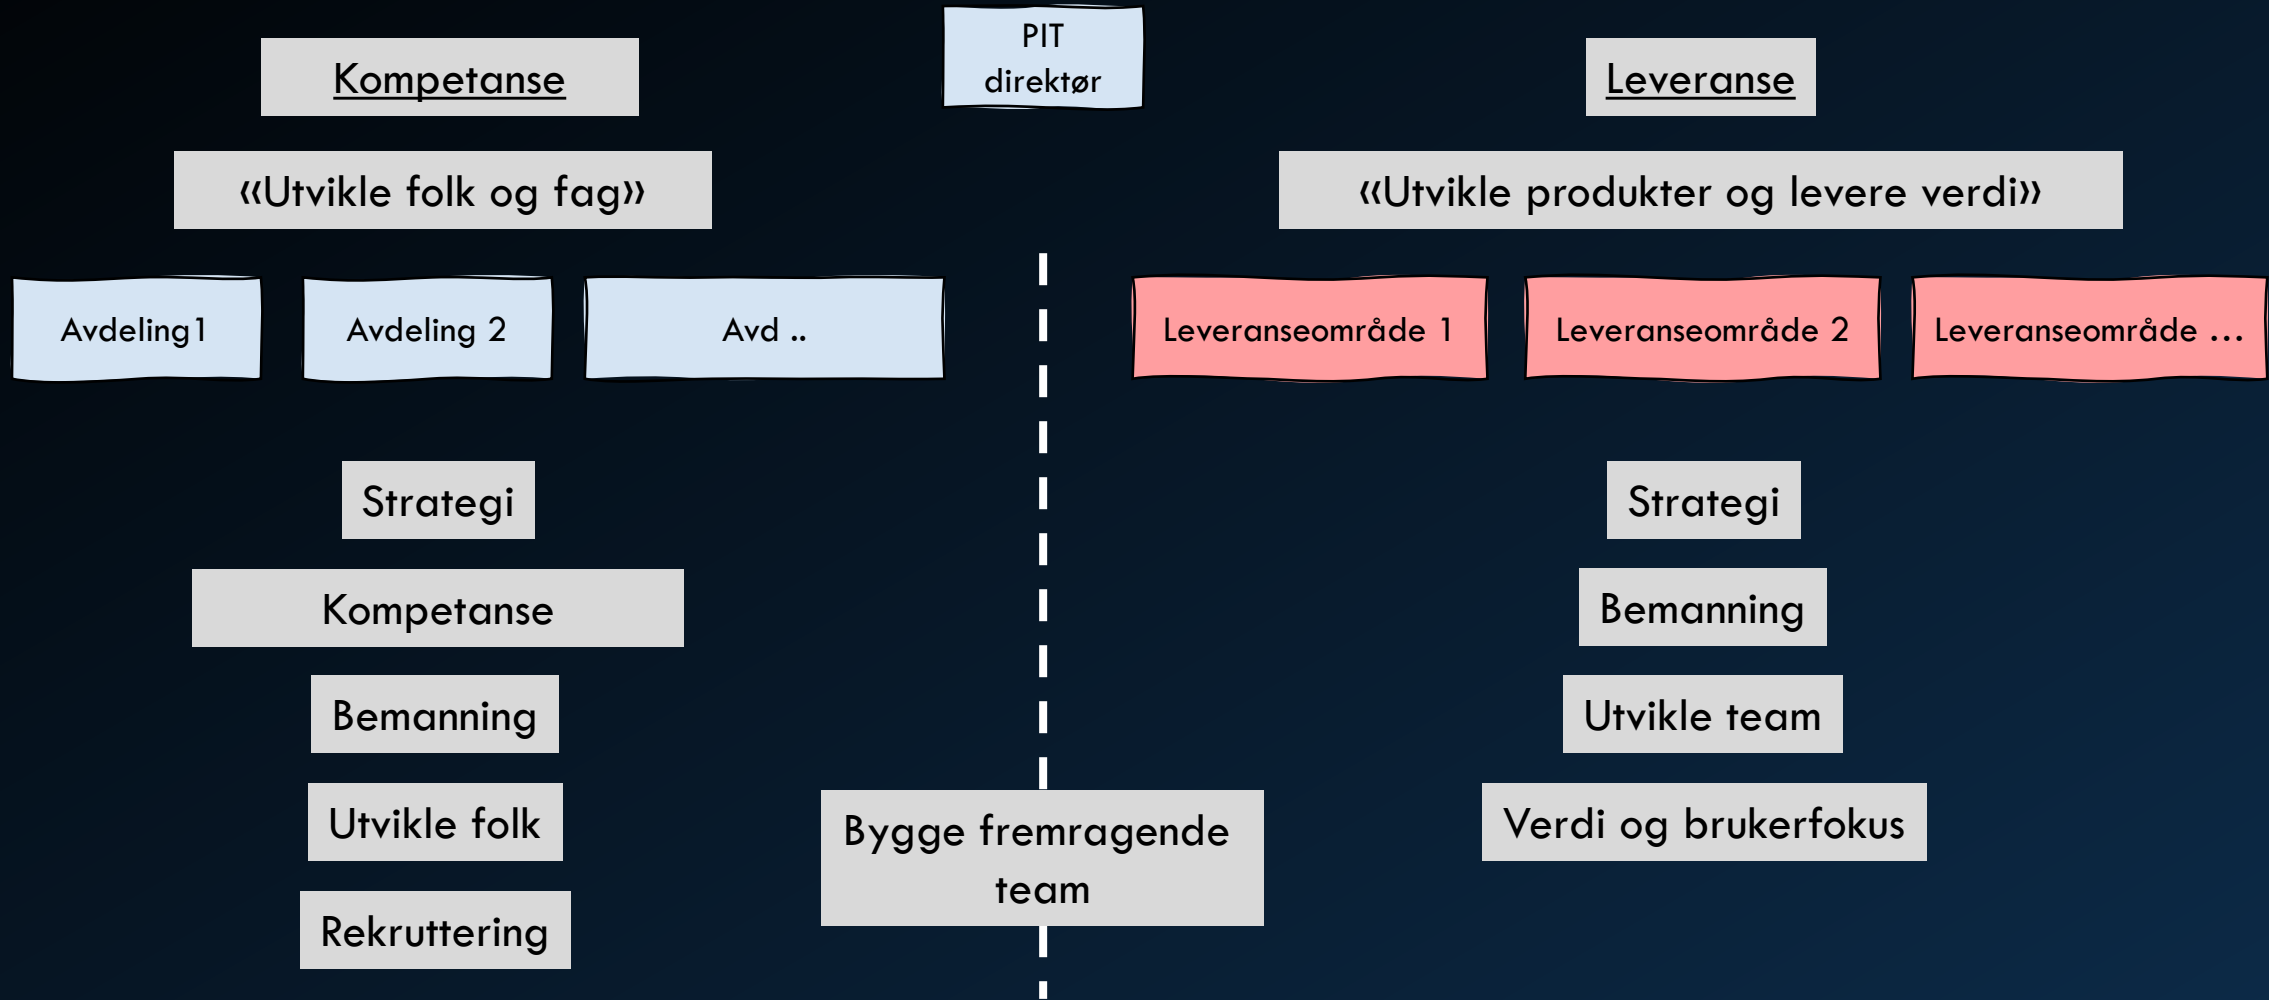 PIT
direktør
Kompetanse
Leveranse
«Utvikle folk og fag»
«Utvikle produkter og levere verdi»
Avdeling1
Avdeling 2
Avd ..
Leveranseområde 1
Leveranseområde 2
Leveranseområde ...
Strategi
Kompetanse
Bemanning
Utvikle folk
Rekruttering
Strategi
Bemanning
Utvikle team
Verdi og brukerfokus
Bygge fremragende
team